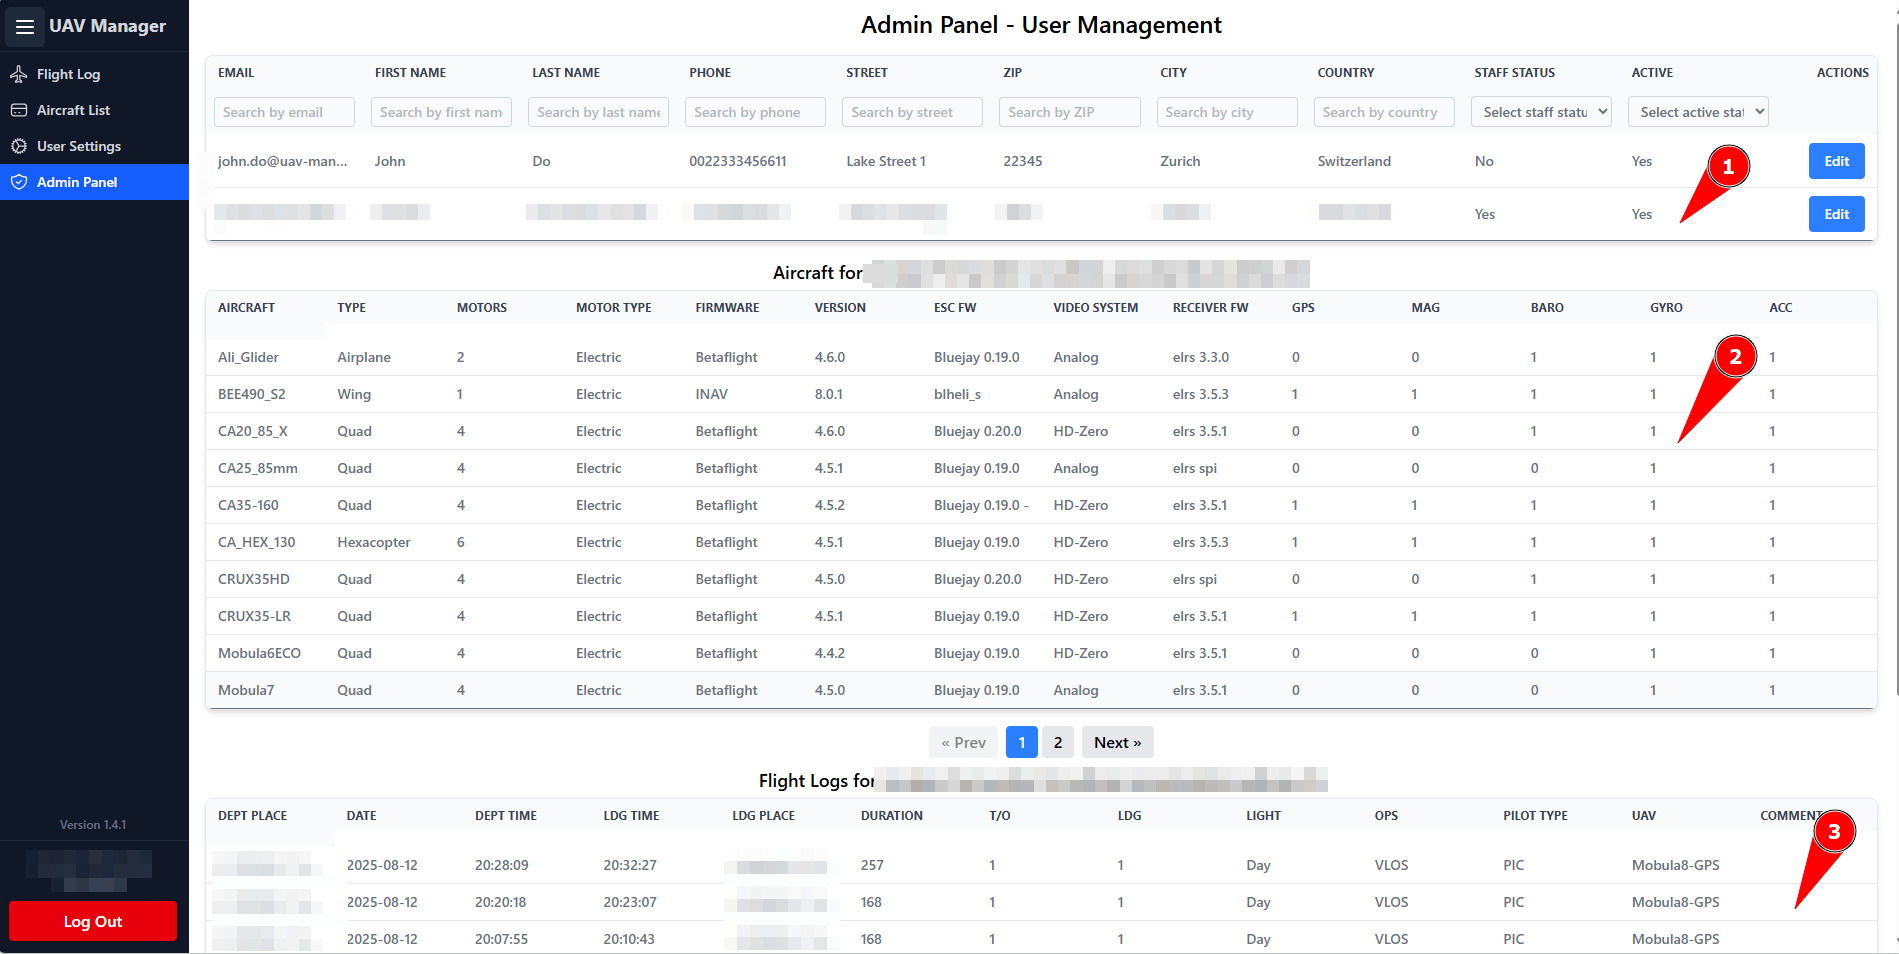 UAV Manager
Flight Log
Aircraft List
User Settings
Admin Panel
Version 1.4.1
Log Out
Admin Panel - User Management
EMAIL FIRST NAME LAST NAME PHONE STREET ZIP CITY COUNTRY STAFF STATUS ACTIVE ACTIONS
Search by email Search by first nam Search by last name Search by phone Search by street Search by ZIP Search by city Search by country Select staff statu Select active stat
john.do@uav-man... John Do 0022333456611 Lake Street 1 22345 Zurich Switzerland No Yes 1 Edit
Yes Yes Edit
Aircraft for
AIRCRAFT TYPE MOTORS MOTOR TYPE FIRMWARE VERSION ESC FW VIDEO SYSTEM RECEIVER FW GPS MAG BARO GYRO ACC
Ali_Glider Airplane 2 Electric Betaflight 4.6.0 Bluejay 0.19.0 Analog elrs 3.3.0 0 0 1 1 2 1
BEE490_S2 Wing 1 Electric INAV 8.0.1 blheli_s Analog elrs 3.5.3 1 1 1 1 1
CA20_85_X Quad 4 Electric Betaflight 4.6.0 Bluejay 0.20.0 HD-Zero elrs 3.5.1 0 0 1 1 1
CA25_85mm Quad 4 Electric Betaflight 4.5.1 Bluejay 0.19.0 Analog elrs spi 0 0 0 1 1
CA35-160 Quad 4 Electric Betaflight 4.5.2 Bluejay 0.19.0 - HD-Zero elrs 3.5.1 1 1 1 1 1
CA_HEX_130 Hexacopter 6 Electric Betaflight 4.5.1 Bluejay 0.19.0 HD-Zero elrs 3.5.3 1 1 1 1 1
CRUX35HD Quad 4 Electric Betaflight 4.5.0 Bluejay 0.20.0 HD-Zero elrs spi 0 0 1 1 1
CRUX35-LR Quad 4 Electric Betaflight 4.5.1 Bluejay 0.19.0 HD-Zero elrs 3.5.1 1 1 1 1 1
Mobula6ECO Quad 4 Electric Betaflight 4.4.2 Bluejay 0.19.0 HD-Zero elrs 3.5.1 0 0 0 1 1
Mobula7 Quad 4 Electric Betaflight 4.5.0 Bluejay 0.19.0 Analog elrs 3.5.1 0 0 0 1 1
« Prev 1 2 Next »
Flight Logs for
DEPT PLACE DATE DEPT TIME LDG TIME LDG PLACE DURATION T/O LDG LIGHT OPS PILOT TYPE UAV COMMENT 3
2025-08-12 20:28:09 20:32:27 257 1 1 Day VLOS PIC Mobula8-GPS
2025-08-12 20:20:18 20:23:07 168 1 1 Day VLOS PIC Mobula8-GPS
2025-08-12 20:07:55 20:10:43 168 1 1 Day VLOS PIC Mobula8-GPS